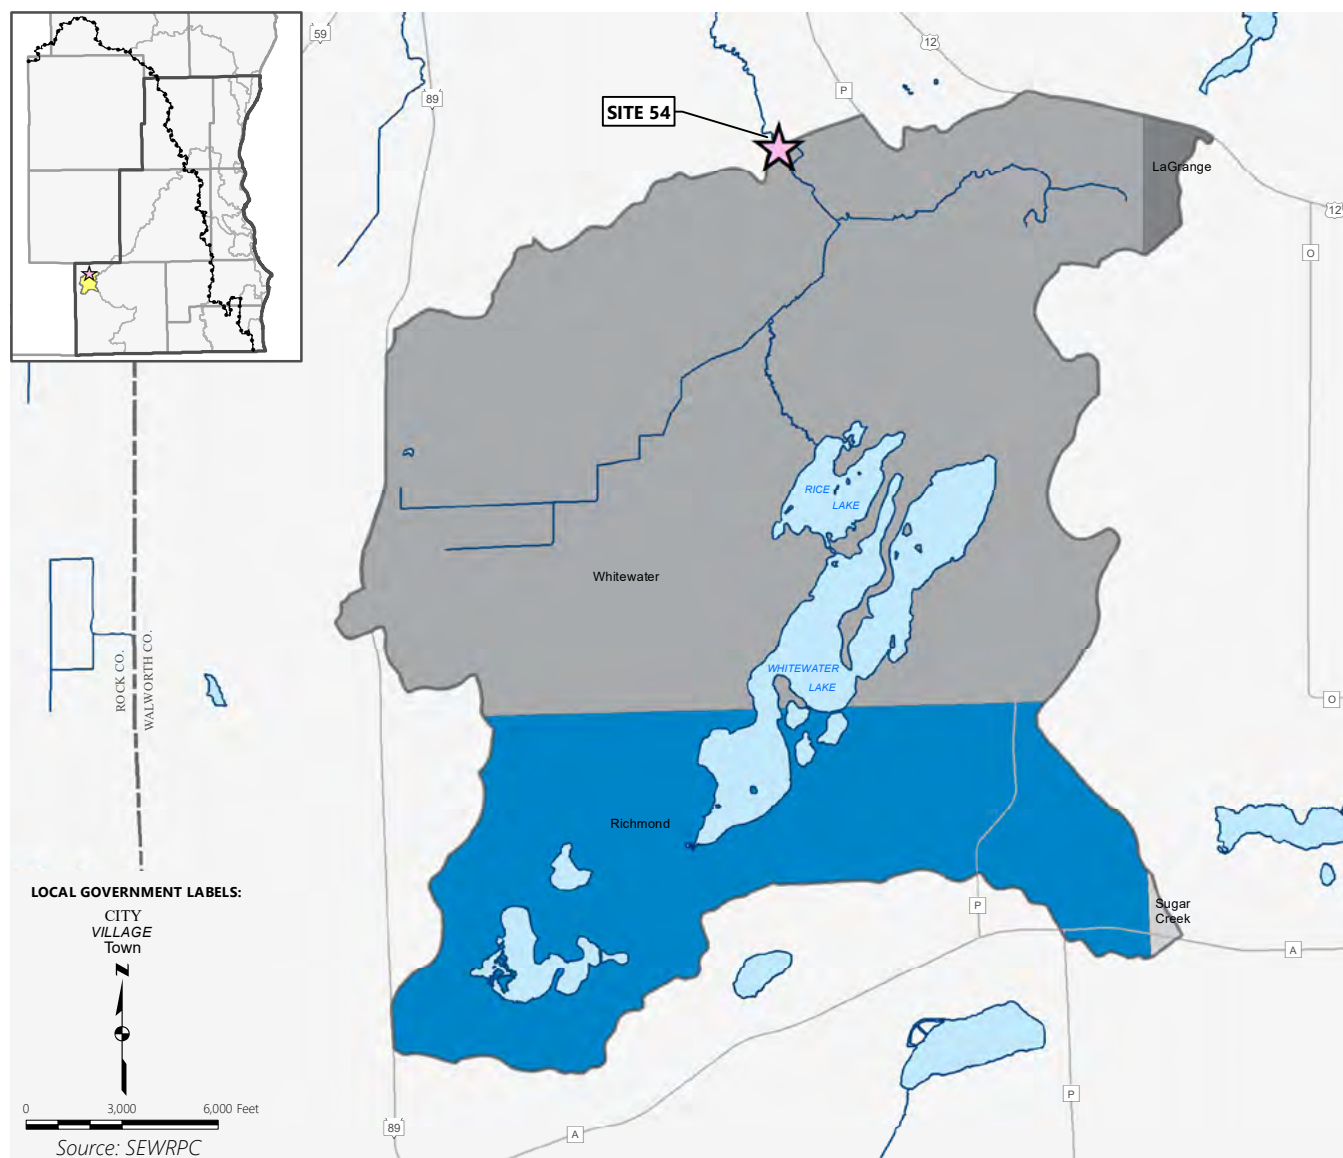 59
89
12
P
SITE 54
LaGrange
12
O
RICE
LAKE
Whitewater
WHITEWATER
LAKE
ROCK CO.
WALWORTH CO.
O
Richmond
LOCAL GOVERNMENT LABELS:
CITY
VILLAGE
Town
N
Sugar
Creek
P
A
0 3,000 6,000 Feet
P
89
A
Source: SEWRPC